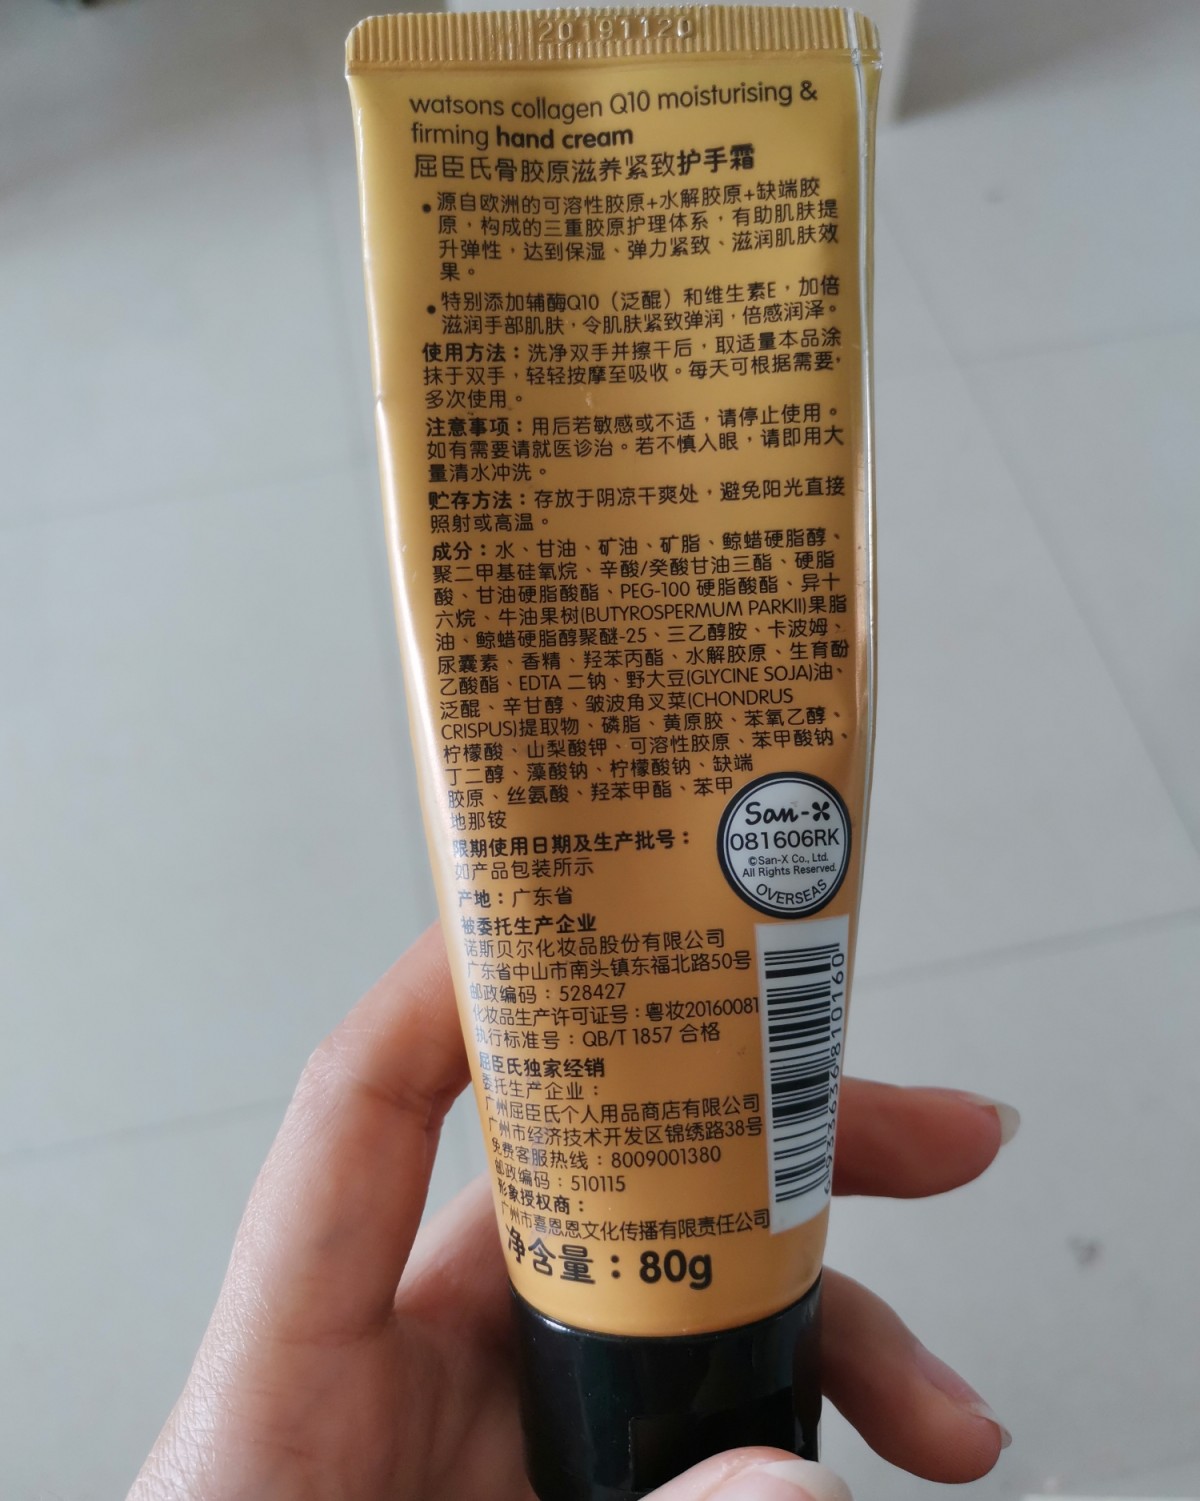 20191120
watsons collagen Q10 moisturising &
firming hand cream
屈臣氏骨胶原滋养紧致护手霜
• 源自欧洲的可溶性胶原+水解胶原+缺端胶
原，构成的三重胶原护理体系，有助肌肤提
升弹性，达到保湿、弹力紧致、滋润肌肤效
果。
• 特别添加辅酶Q10（泛醌）和维生素E，加倍
滋润手部肌肤，令肌肤紧致弹润，倍感润泽。
使用方法：洗净双手并擦干后，取适量本品涂
抹于双手，轻轻按摩至吸收。每天可根据需要，
多次使用。
注意事项：用后若敏感或不适，请停止使用。
如有需要请就医诊治。若不慎入眼，请即用大
量清水冲洗。
贮存方法：存放于阴凉干爽处，避免阳光直接
照射或高温。
成分：水、甘油、矿油、矿脂、鲸蜡硬脂醇、
聚二甲基硅氧烷、辛酸/癸酸甘油三酯、硬脂
酸、甘油硬脂酸酯、PEG-100 硬脂酸酯、异十
六烷、牛油果树(BUTYROSPERMUM PARKII)果脂
油、鲸蜡硬脂醇聚醚-25、三乙醇胺、卡波姆、
尿囊素、香精、羟苯丙酯、水解胶原、生育酚
乙酸酯、EDTA 二钠、野大豆(GLYCINE SOJA)油、
泛醌、辛甘醇、皱波角叉菜(CHONDRUS
CRISPUS)提取物、磷脂、黄原胶、苯氧乙醇、
柠檬酸、山梨酸钾、可溶性胶原、苯甲酸钠、
丁二醇、藻酸钠、柠檬酸钠、缺端
胶原、丝氨酸、羟苯甲酯、苯甲
地那铵
San-X
081606RK
©San-X Co., Ltd.
All Rights Reserved.
OVERSEAS
限期使用日期及生产批号：
如产品包装所示
产地：广东省
被委托生产企业
诺斯贝尔化妆品股份有限公司
广东省中山市南头镇东福北路50号
邮政编码：528427
化妆品生产许可证号：粤妆20160081
执行标准号：QB/T 1857 合格
屈臣氏独家经销
委托生产企业：
广州屈臣氏个人用品商店有限公司
广州市经济技术开发区锦绣路38号
免费客服热线：8009001380
邮政编码：510115
形象授权商：
广州市喜恩恩文化传播有限责任公司
净含量：80g